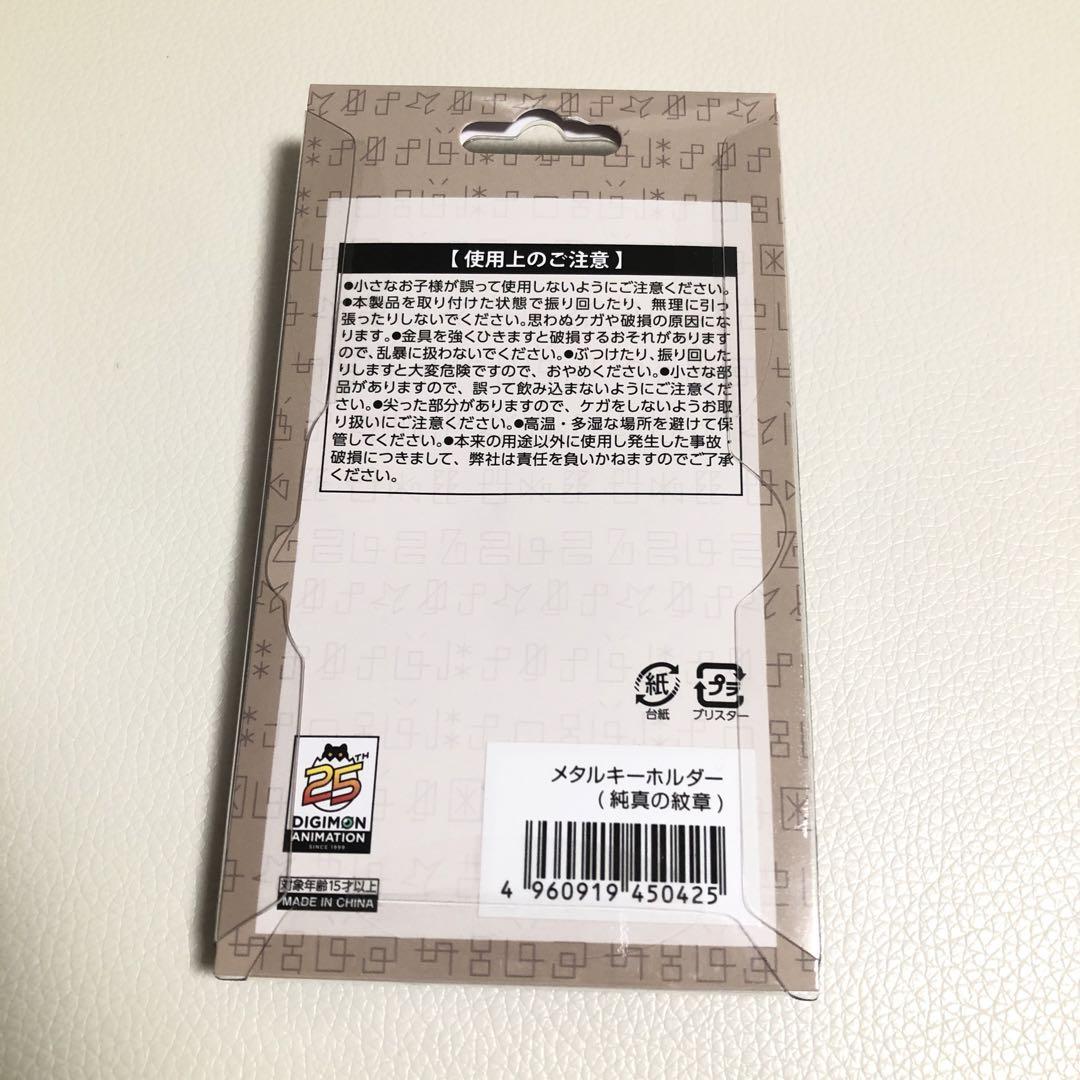 【使用上のご注意】
●小さなお子様が誤って使用しないようにご注意ください。
●本製品を取り付けた状態で振り回したり、無理に引っ
張ったりしないでください。思わぬケガや破損の原因にな
ります。●金具を強くひきますと破損するおそれがあります
ので、乱暴に扱わないでください。●ぶつけたり、振り回した
りしますと大変危険ですので、おやめください。●小さな部
品がありますので、誤って飲み込まないようにご注意くだ
さい。●尖った部分がありますので、ケガをしないようお取
り扱いにご注意ください。●高温・多湿な場所を避けて保
管してください。●本来の用途以外に使用し発生した事故・
破損につきまして、弊社は責任を負いかねますのでご了承
ください。
紙
台紙
プラ
ブリスター
25TH
DIGIMON
ANIMATION
SINCE 1999
メタルキーホルダー
(純真の紋章)
4 960919 450425
対象年齢15才以上
MADE IN CHINA